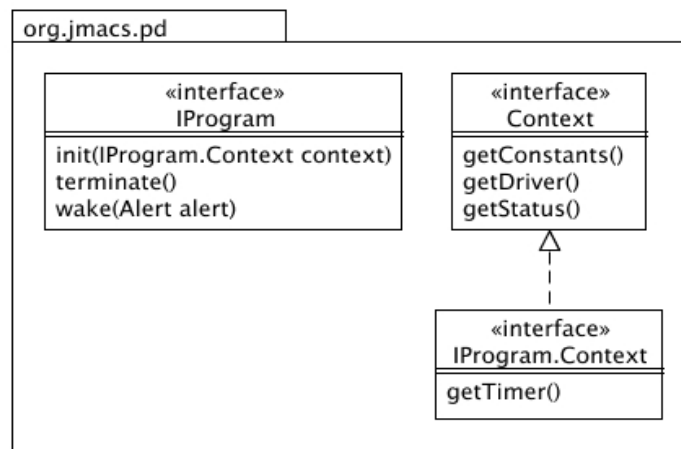 org.jmacs.pd
«interface»
IProgram
init(IProgram.Context context)
terminate()
wake(Alert alert)
«interface»
Context
getConstants()
getDriver()
getStatus()
«interface»
IProgram.Context
getTimer()